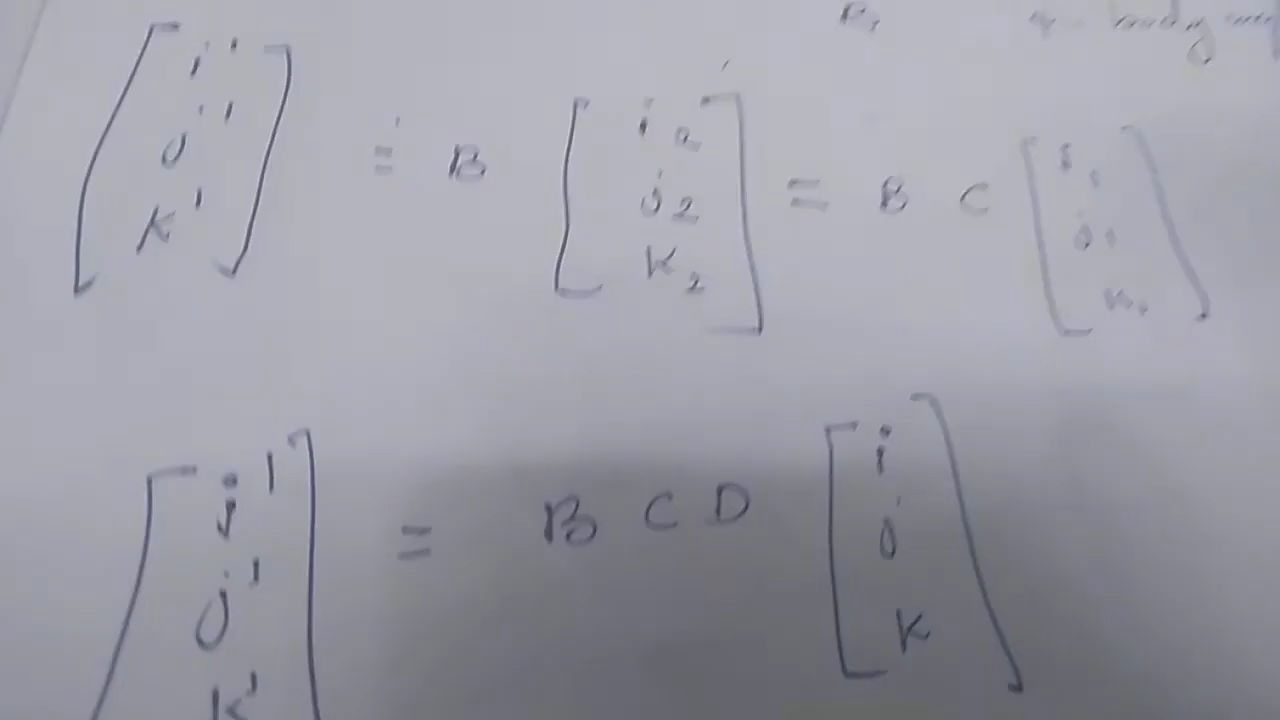 [i' j' k'] = B [i₂ j₂ k₂] = B C [i₁ j₁ k₁]
[i' j' k'] = B C D [i j k]